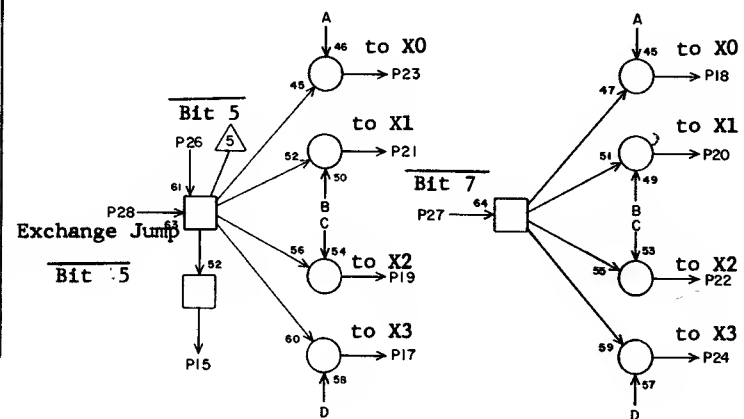 A
46
to X0
P23
45
Bit 5
P26
5
61
52
to X1
P21
50
P28
63
Exchange Jump
B
C
Bit 5
52
56
54
to X2
P19
P15
60
to X3
P17
58
D
A
45
to X0
P18
47
51
to X1
P20
49
Bit 7
P27
64
B
C
53
55
to X2
P22
59
to X3
P24
57
D